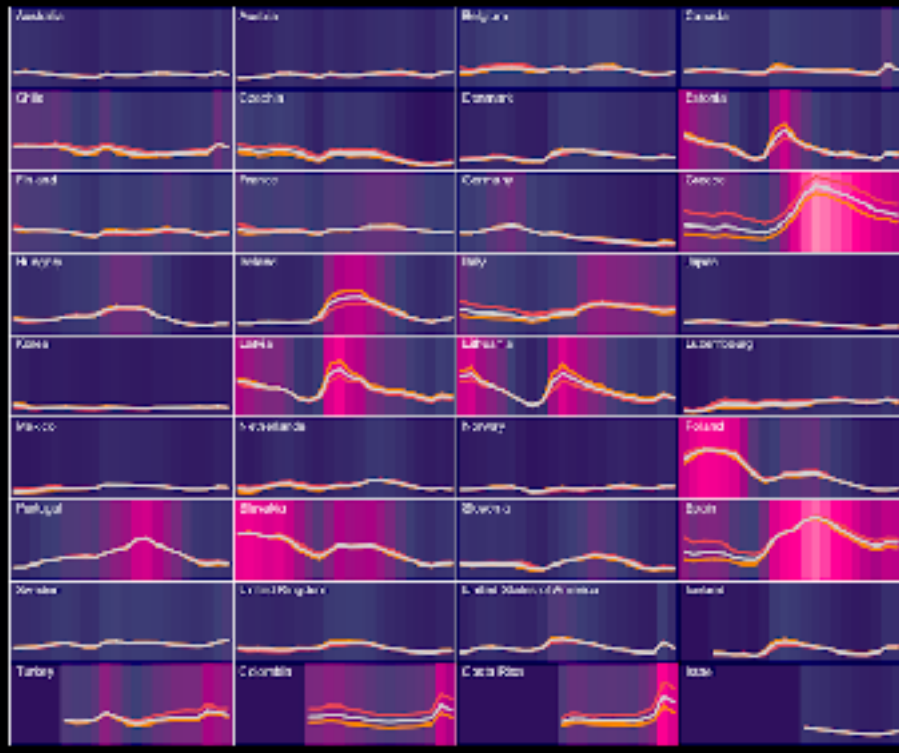 Australia Austria Belgium Canada
Chile Czechia Denmark Estonia
Finland France Germany Greece
Hungary Ireland Italy Japan
Korea Latvia Lithuania Luxembourg
Mexico Netherlands Norway Poland
Portugal Slovakia Slovenia Spain
Sweden United Kingdom United States of America Iceland
Turkey Colombia Costa Rica